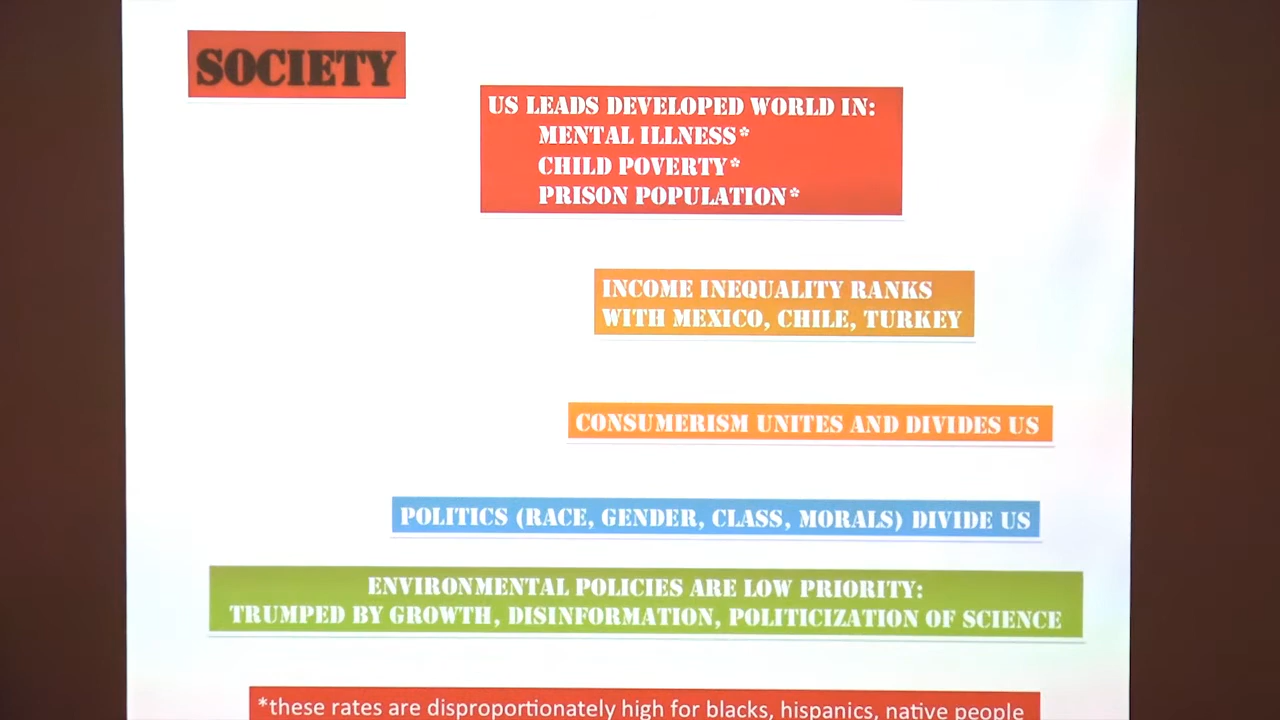 SOCIETY
US LEADS DEVELOPED WORLD IN:
MENTAL ILLNESS*
CHILD POVERTY*
PRISON POPULATION*
INCOME INEQUALITY RANKS
WITH MEXICO, CHILE, TURKEY
CONSUMERISM UNITES AND DIVIDES US
POLITICS (RACE, GENDER, CLASS, MORALS) DIVIDE US
ENVIRONMENTAL POLICIES ARE LOW PRIORITY:
TRUMPED BY GROWTH, DISINFORMATION, POLITICIZATION OF SCIENCE
*these rates are disproportionately high for blacks, hispanics, native people